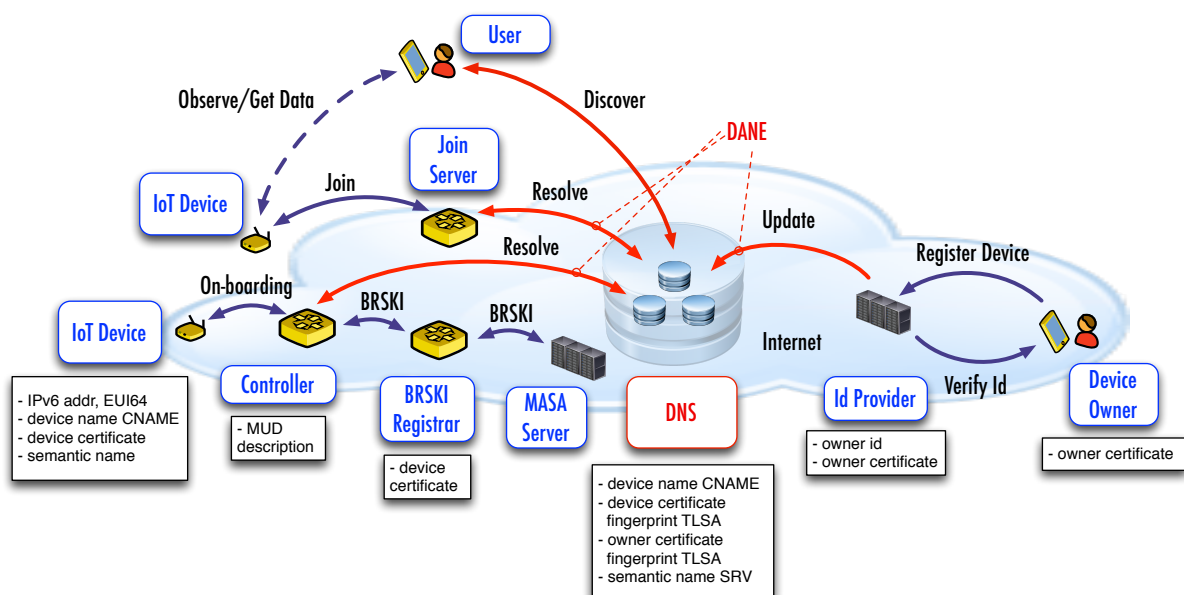 User
Observe/Get Data
Discover
DANE
Join
Server
Join
IoT Device
Resolve
Update
Resolve
Register Device
On-boarding
BRSKI
BRSKI
IoT Device
Internet
Verify Id
Controller
BRSKI
Registrar
MASA
Server
DNS
Id Provider
Device
Owner
- IPv6 addr, EUI64
- device name CNAME
- device certificate
- semantic name
- MUD
description
- device
certificate
- device name CNAME
- device certificate
fingerprint TLSA
- owner certificate
fingerprint TLSA
- semantic name SRV
- owner id
- owner certificate
- owner certificate